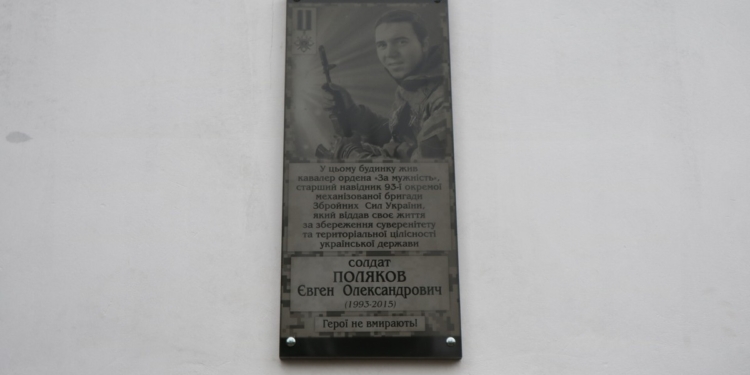 У цьому будинку жив
кавалер ордена «За мужність»,
старший навідник 93-ї окремої
механізованої бригади
Збройних Сил України,
який віддав своє життя
за збереження суверенітету
та територіальної цілісності
української держави
солдат
ПОЛЯКОВ
Євген Олександрович
(1993-2015)
Герої не вмирають!